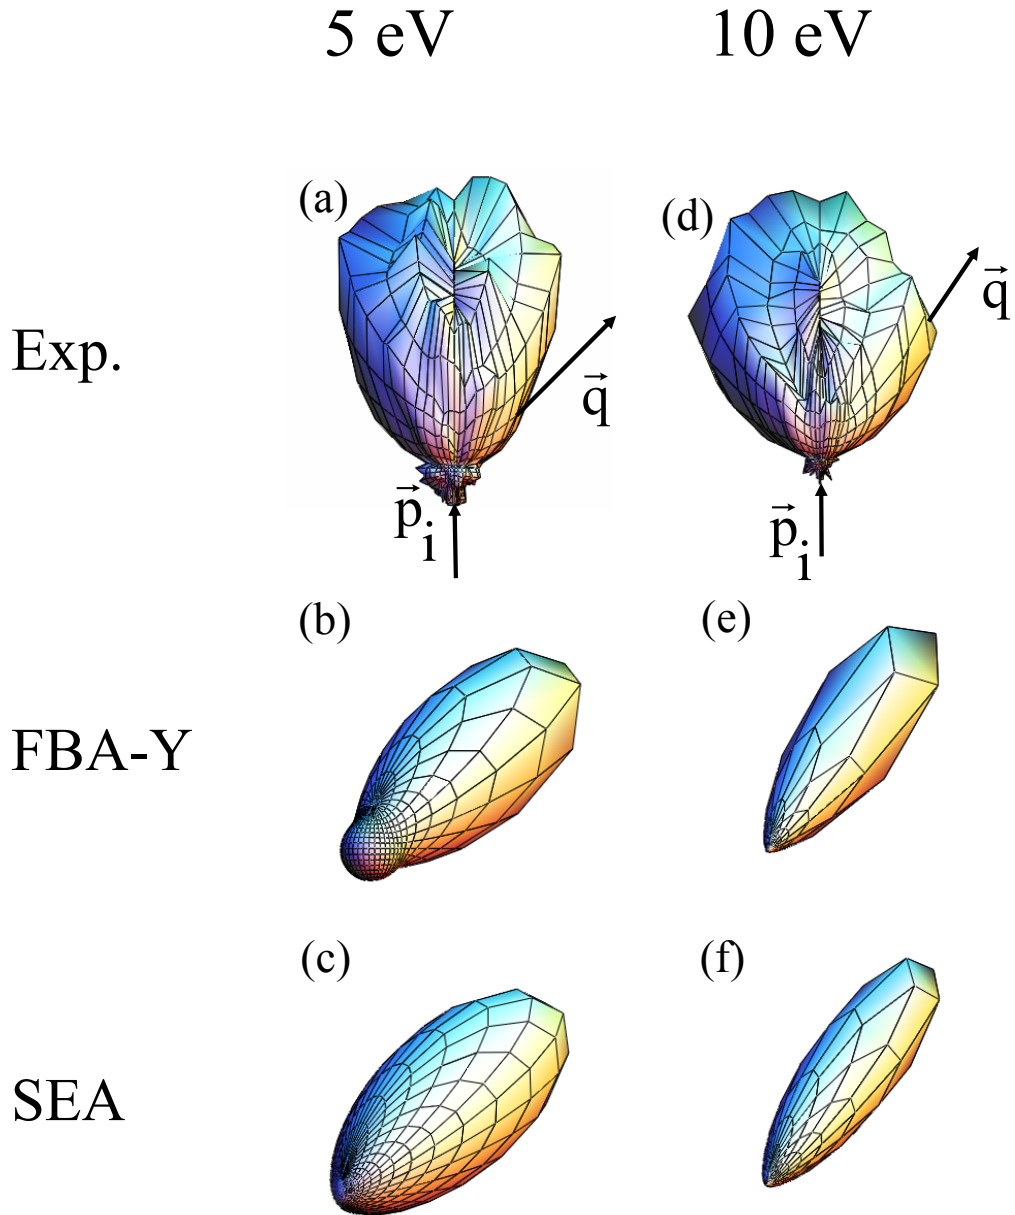 5 eV 10 eV
(a) (d)
Exp.
q⃗ q⃗
p⃗i p⃗i
(b) (e)
FBA-Y
(c) (f)
SEA